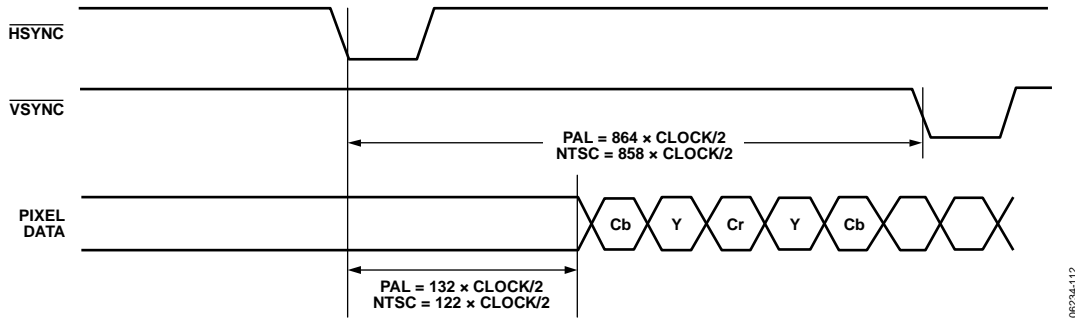 HSYNC
VSYNC
PAL = 864 × CLOCK/2
NTSC = 858 × CLOCK/2
PIXEL
DATA
Cb Y Cr Y Cb
PAL = 132 × CLOCK/2
NTSC = 122 × CLOCK/2
06234-112